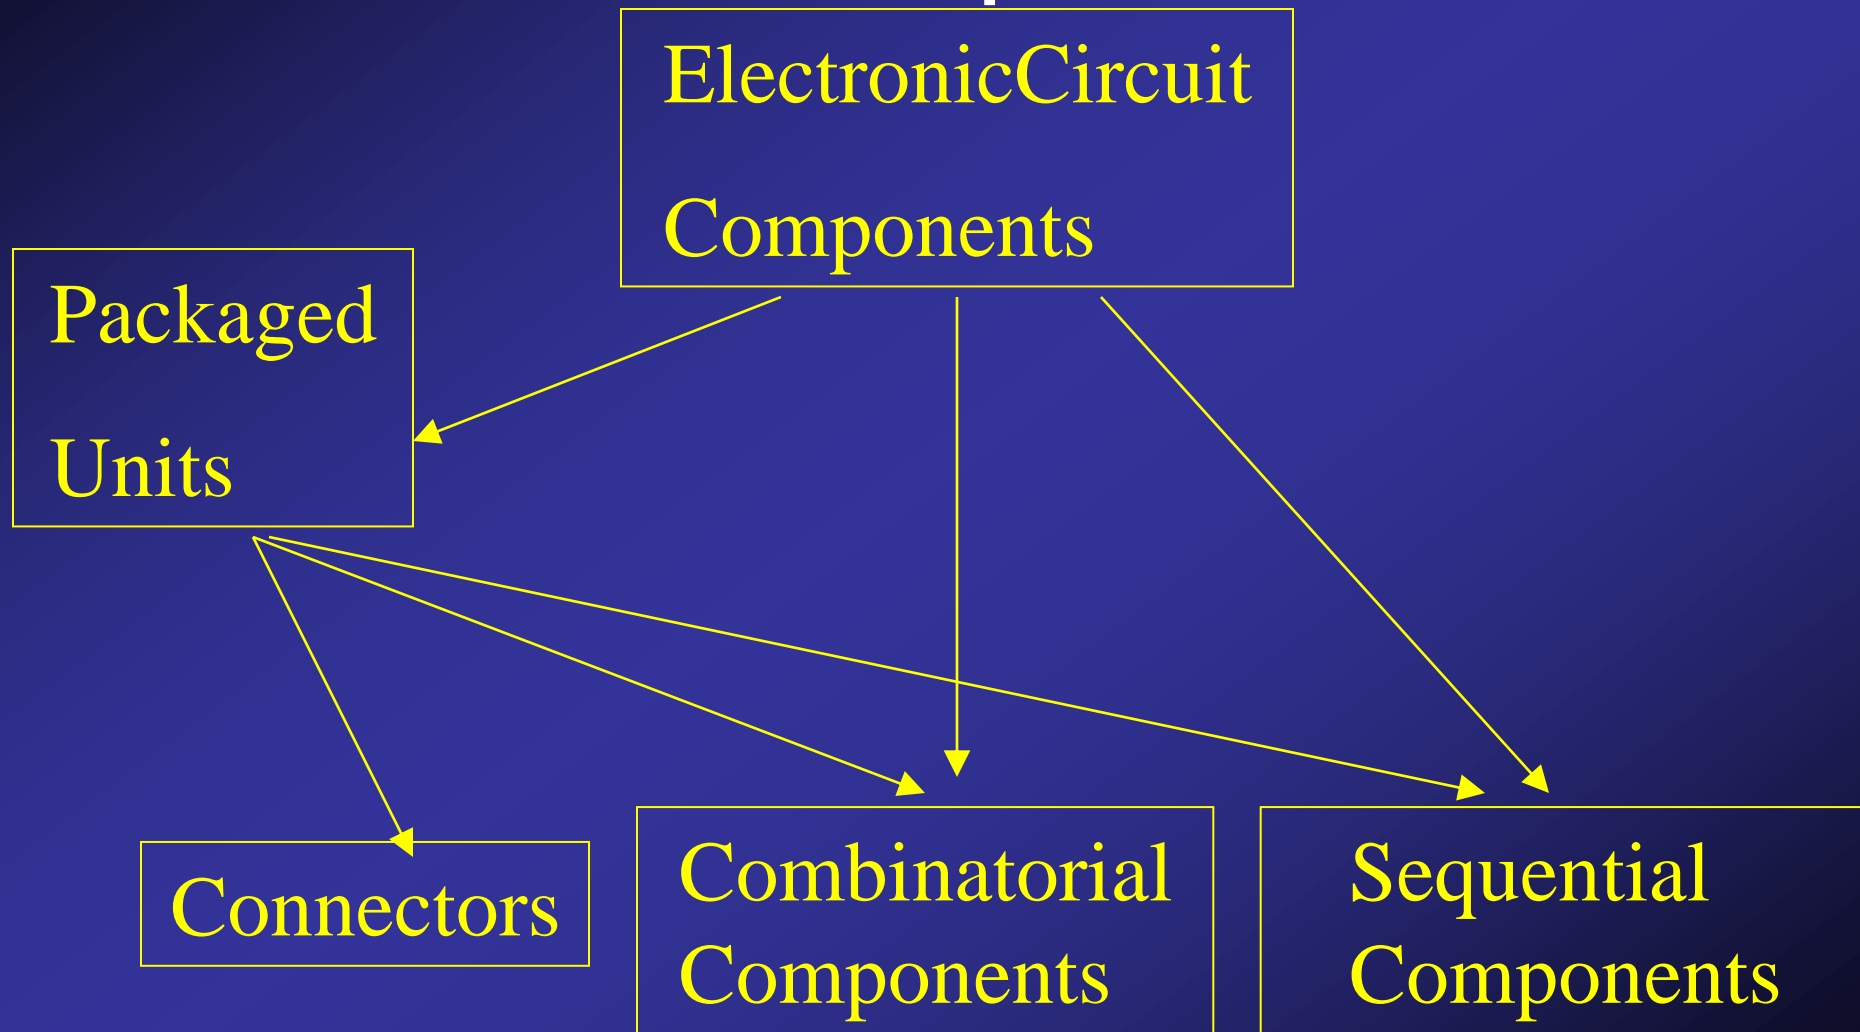 ElectronicCircuit
Components
Packaged
Units
Connectors
Combinatorial
Components
Sequential
Components